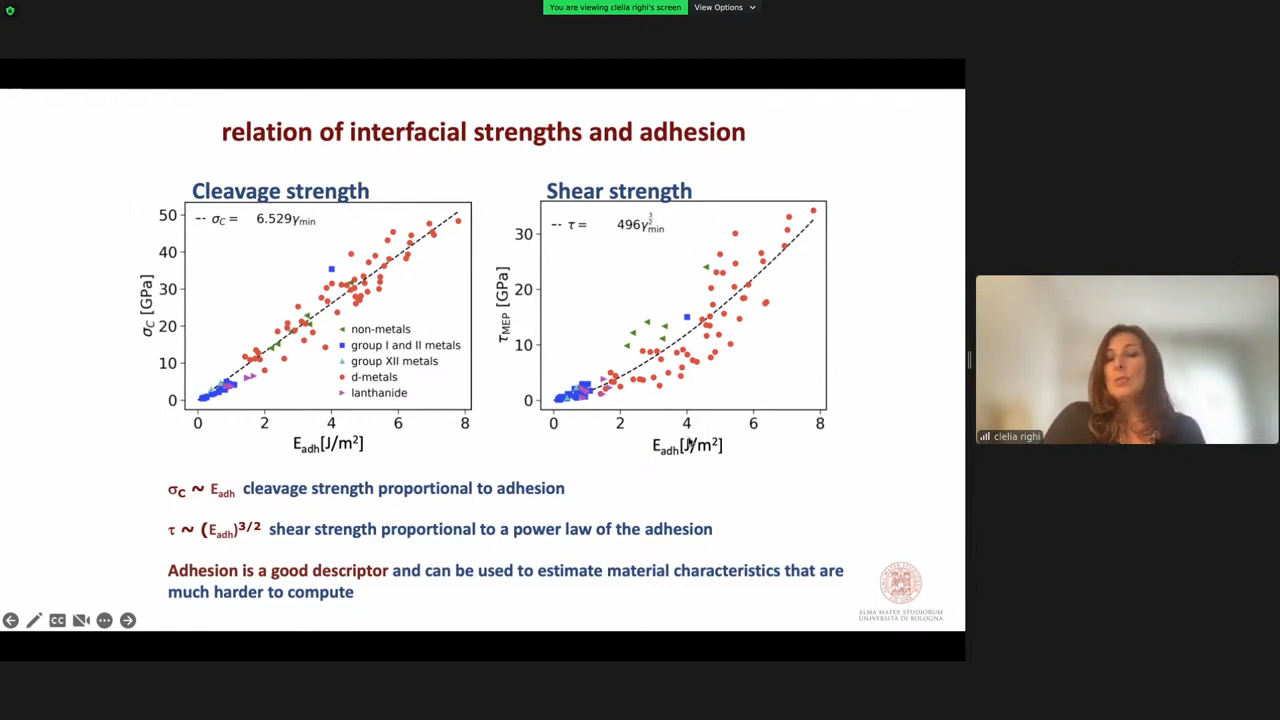 You are viewing clelia righi's screen
View Options
relation of interfacial strengths and adhesion
Cleavage strength
Shear strength
σC = 6.529γmin
50
40
30
20
10
0
σC [GPa]
non-metals
group I and II metals
group XII metals
d-metals
lanthanide
0 2 4 6 8
Eadh[J/m²]
τ = 496γmin^3/2
30
20
10
0
τMEP [GPa]
0 2 4 6 8
Eadh[J/m²]
σC ~ Eadh cleavage strength proportional to adhesion
τ ~ (Eadh)3/2 shear strength proportional to a power law of the adhesion
Adhesion is a good descriptor and can be used to estimate material characteristics that are
much harder to compute
ALMA MATER STUDIORUM
UNIVERSITÀ DI BOLOGNA
CC
clelia righi